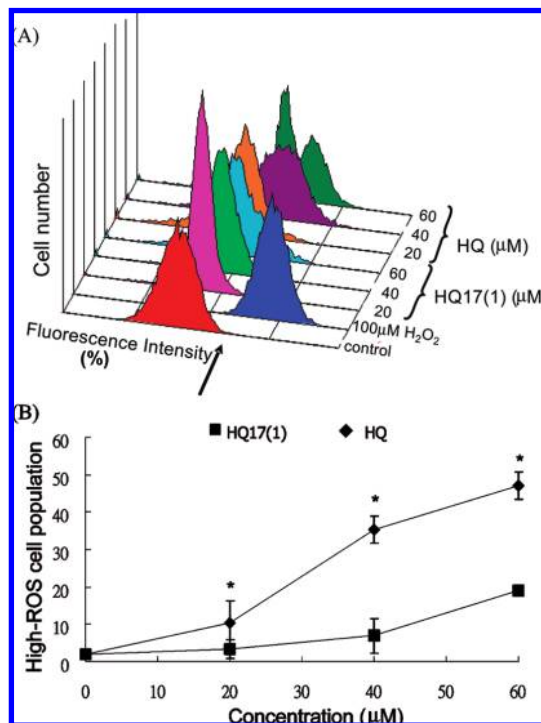 (A)
Cell number
Fluorescence Intensity
(%)
60
40
20
60
40
20
100μM H₂O₂
control
HQ (μM)
HQ17(1) (μM
(B)
High-ROS cell population
HQ17(1)
HQ
60
50
40
30
20
10
0
*
*
*
0
10
20
30
40
50
60
Concentration (μM)